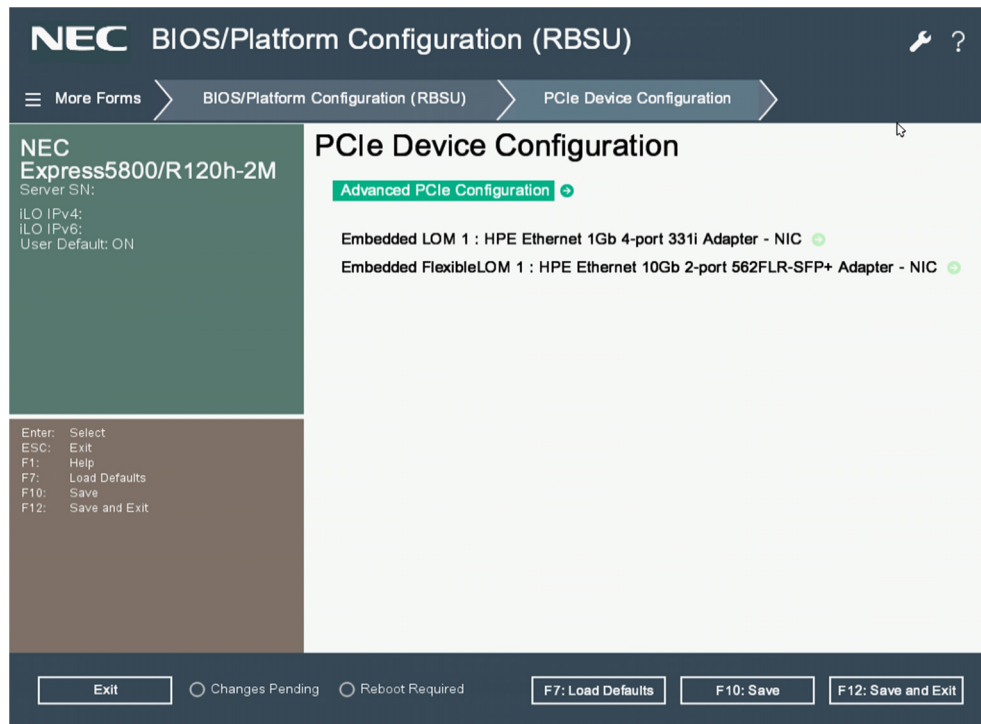 NEC BIOS/Platform Configuration (RBSU)
?
More Forms
BIOS/Platform Configuration (RBSU)
PCIe Device Configuration
NEC
Express5800/R120h-2M
Server SN:
iLO IPv4:
iLO IPv6:
User Default: ON
PCIe Device Configuration
Advanced PCIe Configuration
Embedded LOM 1 : HPE Ethernet 1Gb 4-port 331i Adapter - NIC
Embedded FlexibleLOM 1 : HPE Ethernet 10Gb 2-port 562FLR-SFP+ Adapter - NIC
Enter: Select
ESC: Exit
F1: Help
F7: Load Defaults
F10: Save
F12: Save and Exit
Exit
Changes Pending
Reboot Required
F7: Load Defaults
F10: Save
F12: Save and Exit